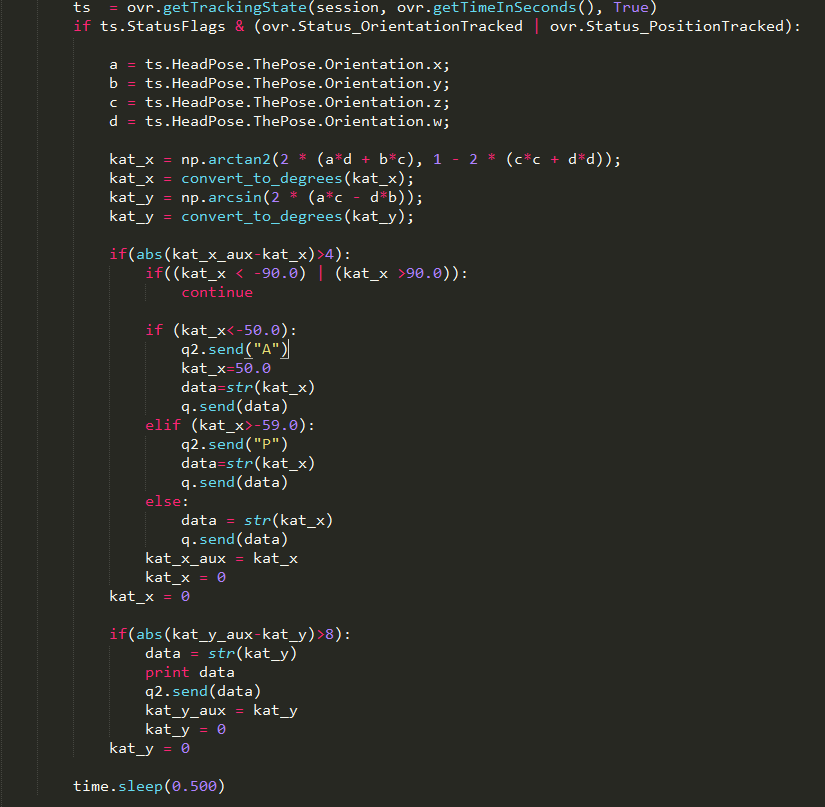 ts  = ovr.getTrackingState(session, ovr.getTimeInSeconds(), True)
if ts.StatusFlags & (ovr.Status_OrientationTracked | ovr.Status_PositionTracked):
a = ts.HeadPose.ThePose.Orientation.x;
b = ts.HeadPose.ThePose.Orientation.y;
c = ts.HeadPose.ThePose.Orientation.z;
d = ts.HeadPose.ThePose.Orientation.w;
kat_x = np.arctan2(2 * (a*d + b*c), 1 - 2 * (c*c + d*d));
kat_x = convert_to_degrees(kat_x);
kat_y = np.arcsin(2 * (a*c - d*b));
kat_y = convert_to_degrees(kat_y);
if(abs(kat_x_aux-kat_x)>4):
if((kat_x < -90.0) | (kat_x >90.0)):
continue
if (kat_x<-50.0):
q2.send("A")
kat_x=50.0
data=str(kat_x)
q.send(data)
elif (kat_x>-59.0):
q2.send("P")
data=str(kat_x)
q.send(data)
else:
data = str(kat_x)
q.send(data)
kat_x_aux = kat_x
kat_x = 0
kat_x = 0
if(abs(kat_y_aux-kat_y)>8):
data = str(kat_y)
print data
q2.send(data)
kat_y_aux = kat_y
kat_y = 0
kat_y = 0
time.sleep(0.500)